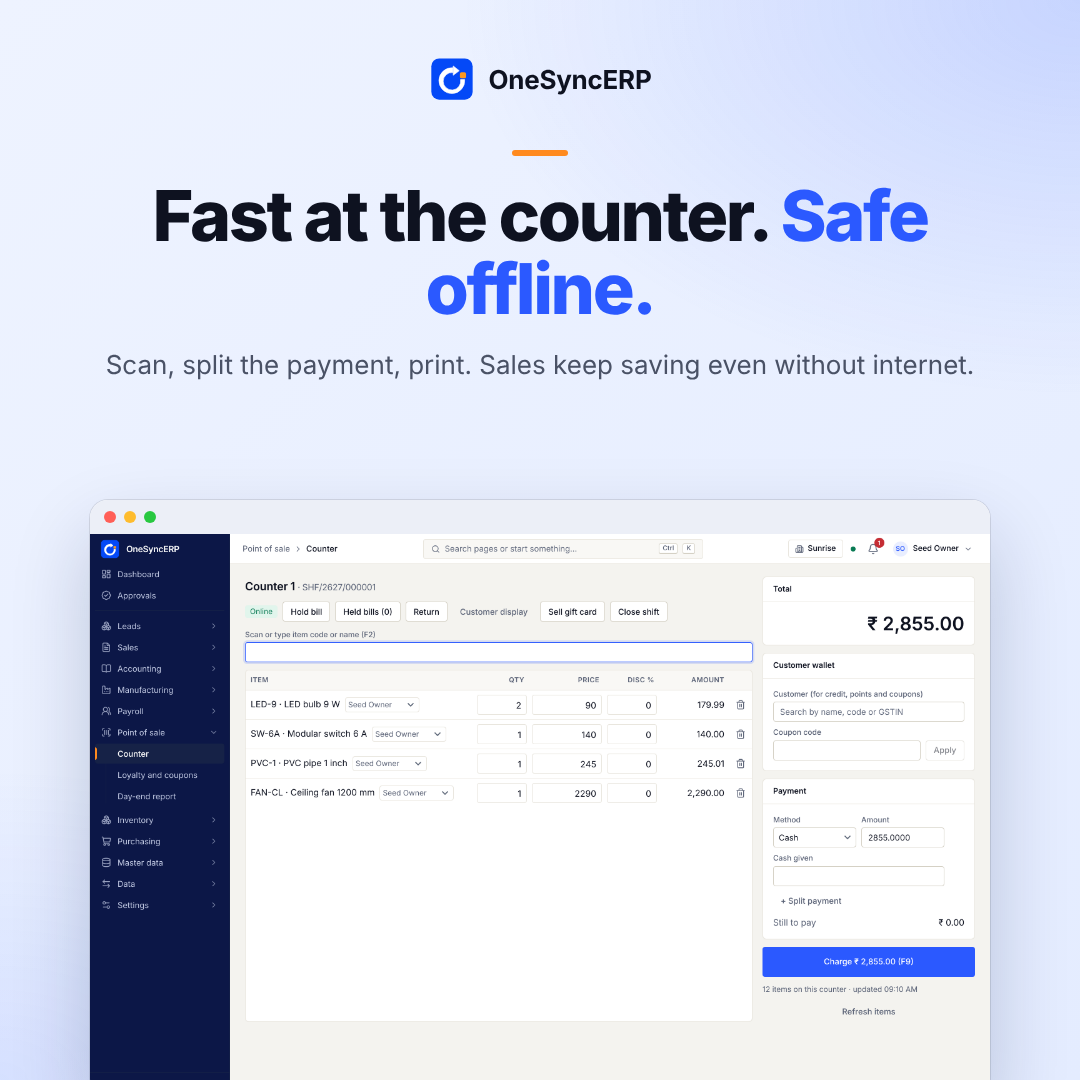 OneSyncERP
Fast at the counter. Safe
offline.
Scan, split the payment, print. Sales keep saving even without internet.
OneSyncERP
Dashboard
Approvals
Leads
Sales
Accounting
Manufacturing
Payroll
Point of sale
Counter
Loyalty and coupons
Day-end report
Inventory
Purchasing
Master data
Data
Settings
Point of sale > Counter
Search pages or start something... Ctrl K
Sunrise 1 SO Seed Owner
Counter 1 · SHF/2627/000001
Online Hold bill Held bills (0) Return Customer display Sell gift card Close shift
Scan or type item code or name (F2)
ITEM QTY PRICE DISC % AMOUNT
LED-9 · LED bulb 9 W Seed Owner 2 90 0 179.99
SW-6A · Modular switch 6 A Seed Owner 1 140 0 140.00
PVC-1 · PVC pipe 1 inch Seed Owner 1 245 0 245.01
FAN-CL · Ceiling fan 1200 mm Seed Owner 1 2290 0 2,290.00
Total
₹ 2,855.00
Customer wallet
Customer (for credit, points and coupons)
Search by name, code or GSTIN
Coupon code
Apply
Payment
Method Amount
Cash 2855.0000
Cash given
+ Split payment
Still to pay ₹ 0.00
Charge ₹ 2,855.00 (F9)
12 items on this counter · updated 09:10 AM
Refresh items